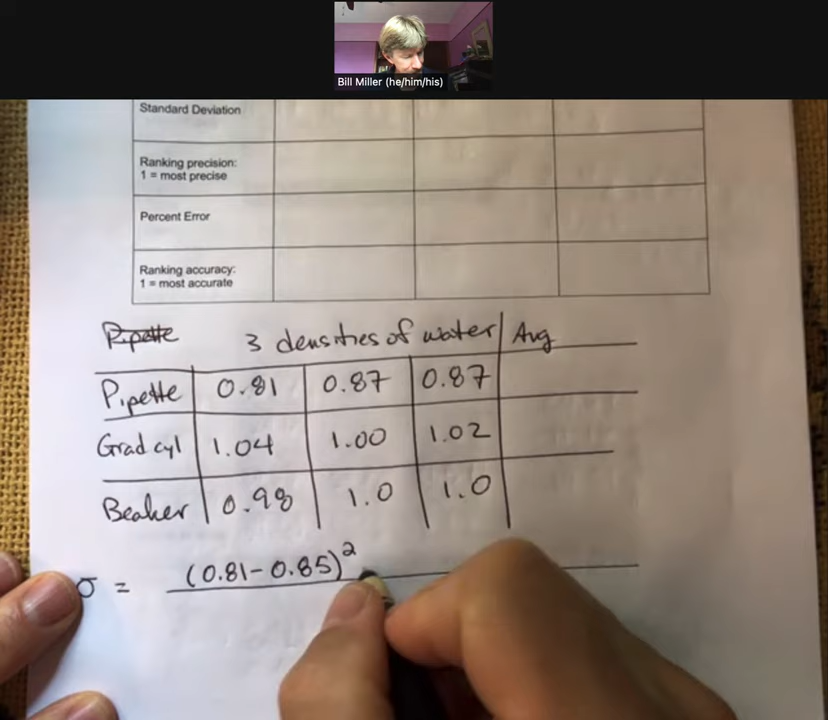 Bill Miller (he/him/his)
Standard Deviation
Ranking precision:
1 = most precise
Percent Error
Ranking accuracy:
1 = most accurate
Pipette 3 densities of water Avg
Pipette 0.81 0.87 0.87
Grad cyl 1.04 1.00 1.02
Beaker 0.98 1.0 1.0
σ = (0.81 - 0.85)²